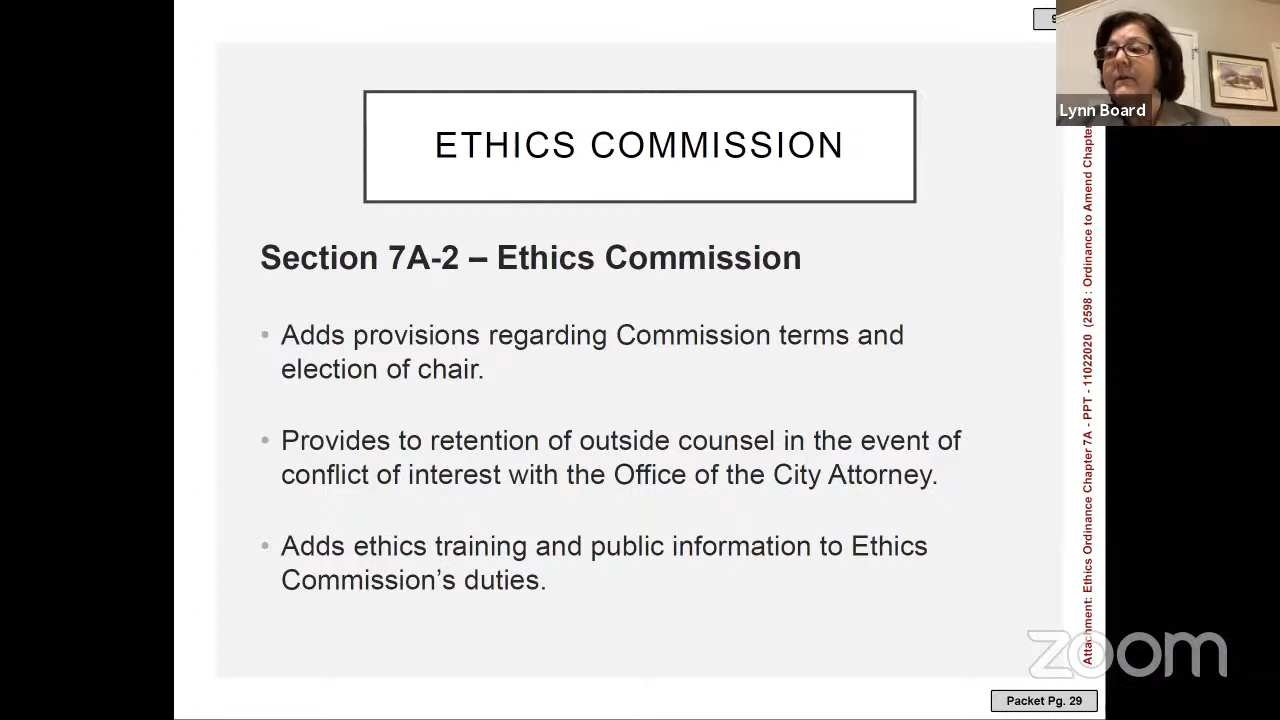 9
Lynn Board
ETHICS COMMISSION
Section 7A-2 – Ethics Commission
• Adds provisions regarding Commission terms and
election of chair.
• Provides to retention of outside counsel in the event of
conflict of interest with the Office of the City Attorney.
• Adds ethics training and public information to Ethics
Commission’s duties.
Attachment: Ethics Ordinance Chapter 7A - PPT - 11022020 (2598 : Ordinance to Amend Chapter
zoom
Packet Pg. 29